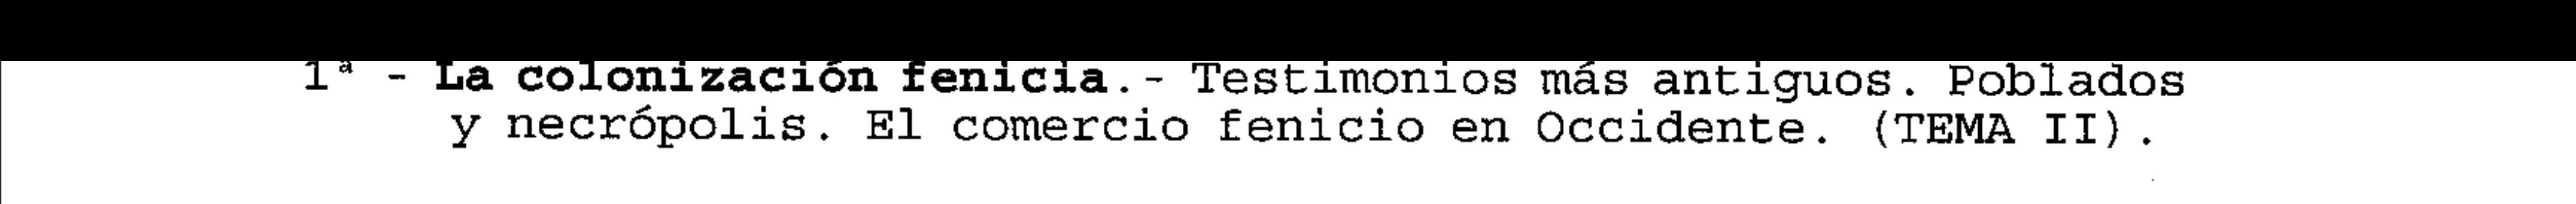 1ª - La colonización fenicia.- Testimonios más antiguos. Poblados
y necrópolis. El comercio fenicio en Occidente. (TEMA II).